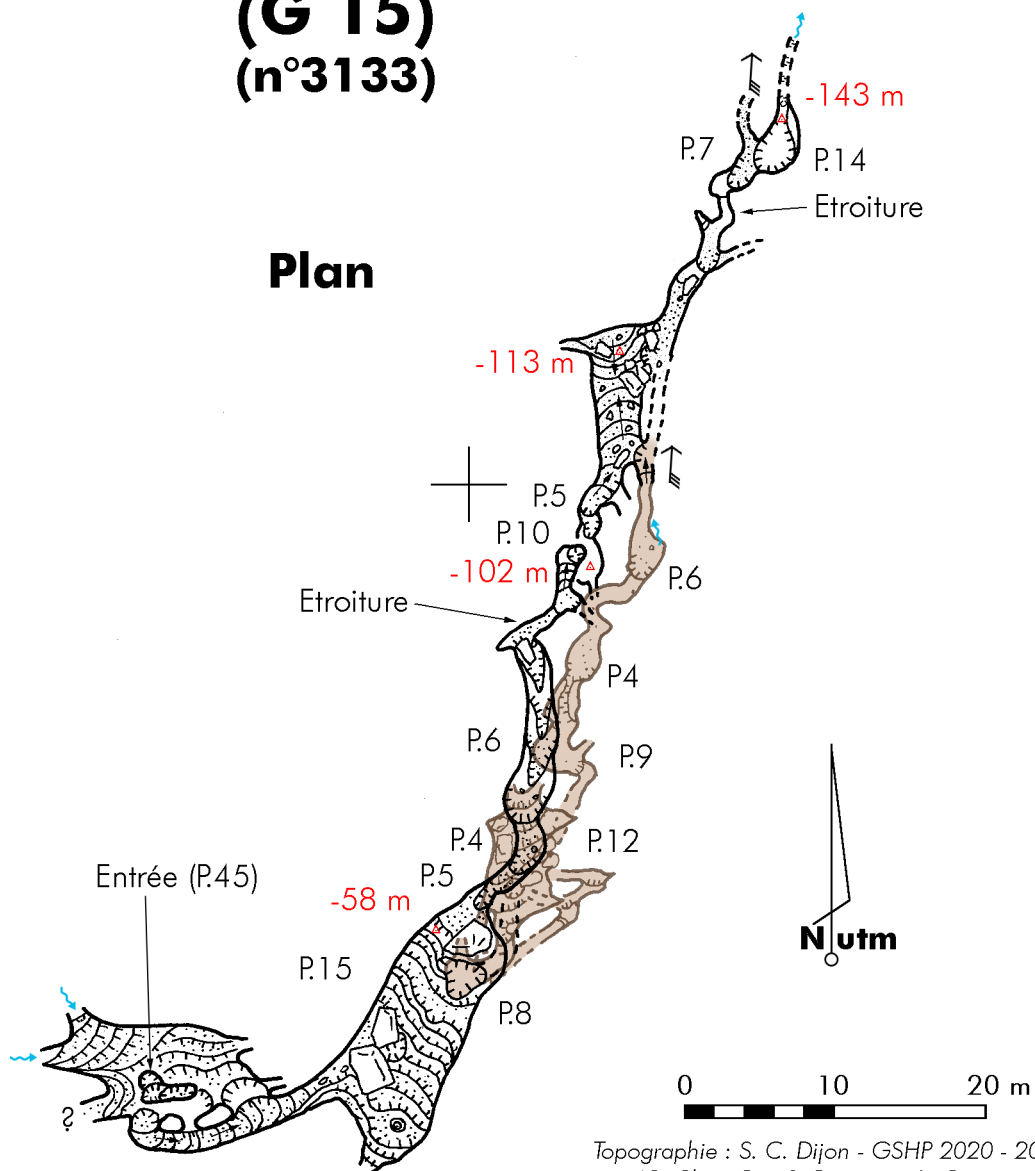 (G 15)
(n°3133)
-143 m
P.7
P.14
Etroiture
Plan
-113 m
P.5
P.10
-102 m
P.6
Etroiture
P4
P.6
P.9
P.4
P.12
P.5
Entrée (P.45)
-58 m
N utm
P.15
P.8
?
0 10 20 m
Topographie : S. C. Dijon - GSHP 2020 - 20